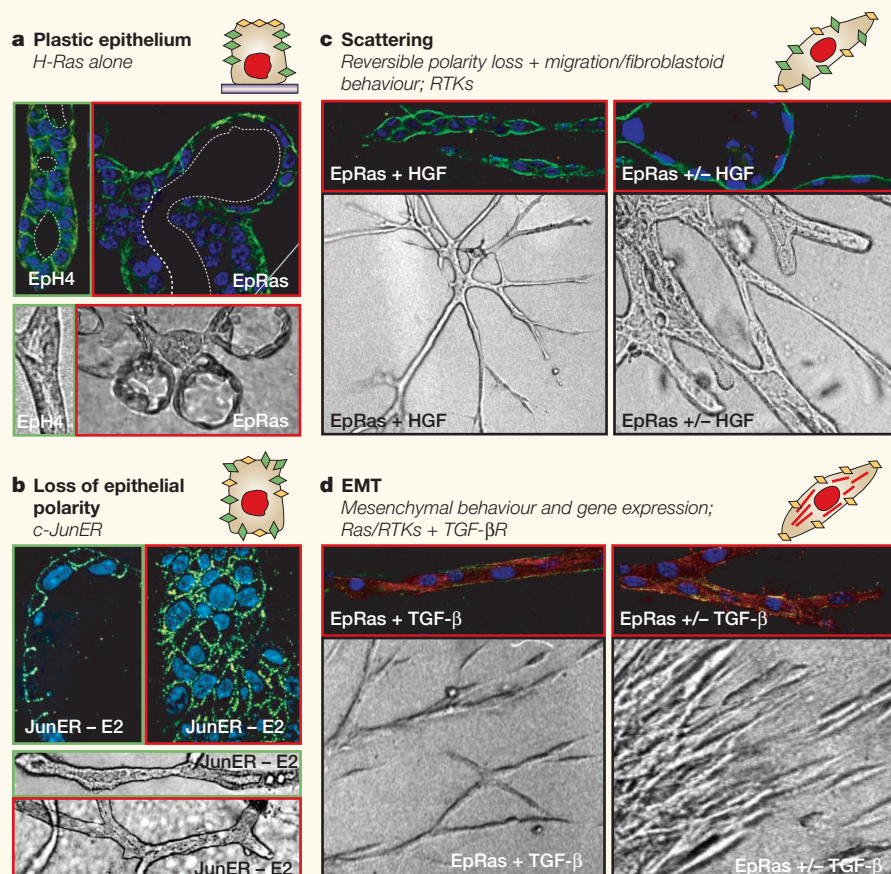 a Plastic epithelium
H-Ras alone
EpH4
EpRas
EpH4
EpRas
b Loss of epithelial
polarity
c-JunER
JunER – E2
JunER – E2
JunER – E2
JunER – E2
c Scattering
Reversible polarity loss + migration/fibroblastoid
behaviour; RTKs
EpRas + HGF
EpRas +/– HGF
EpRas + HGF
EpRas +/– HGF
d EMT
Mesenchymal behaviour and gene expression;
Ras/RTKs + TGF-βR
EpRas + TGF-β
EpRas +/– TGF-β
EpRas + TGF-β
EpRas +/– TGF-β